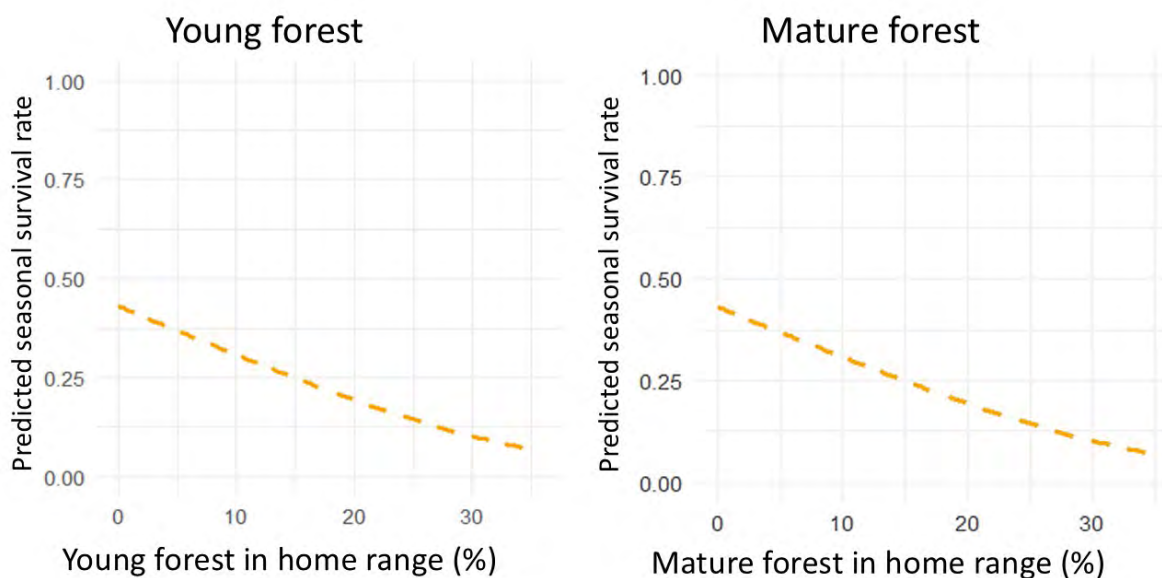 Young forest
Predicted seasonal survival rate
1.00
0.75
0.50
0.25
0.00
0 10 20 30
Young forest in home range (%)
Mature forest
Predicted seasonal survival rate
1.00
0.75
0.50
0.25
0.00
0 10 20 30
Mature forest in home range (%)